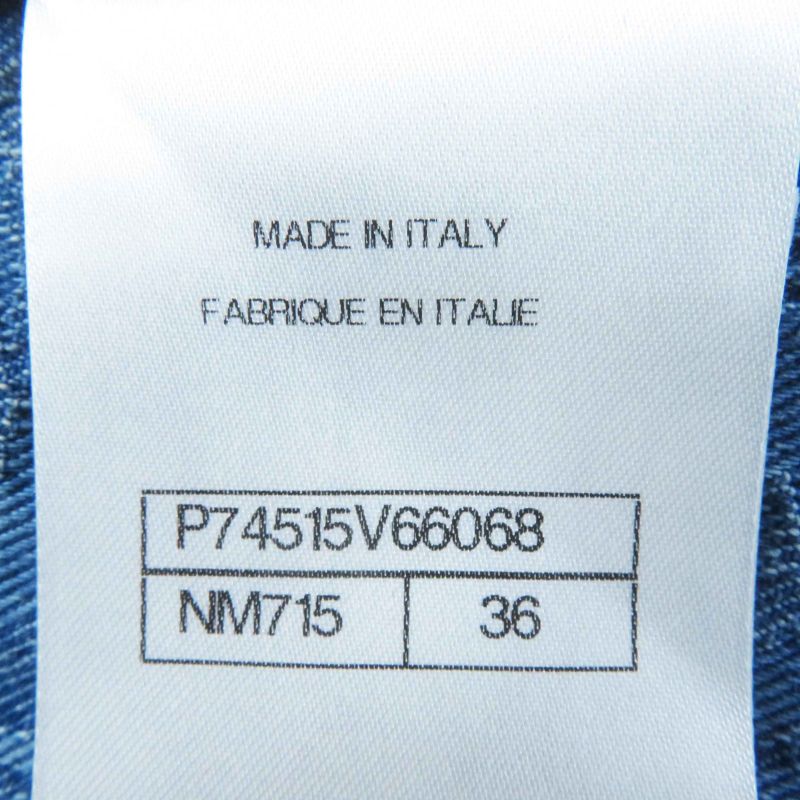 MADE IN ITALY
FABRIQUE EN ITALIE
P74515V66068
NM715 36